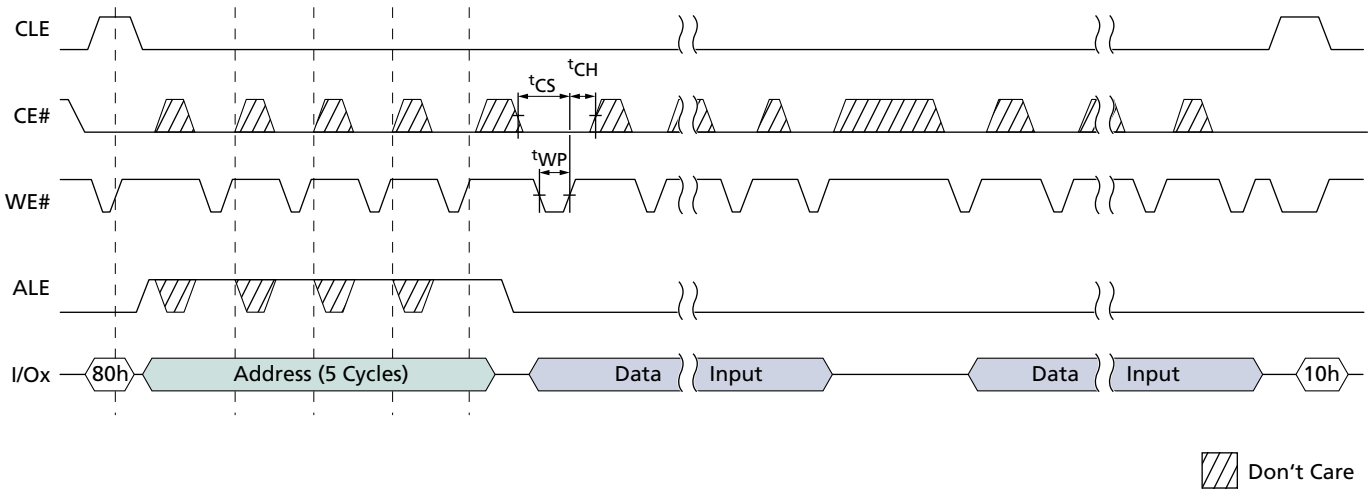 CLE
tCS
tCH
CE#
tWP
WE#
ALE
I/Ox 80h Address (5 Cycles) Data Input Data Input 10h
Don't Care